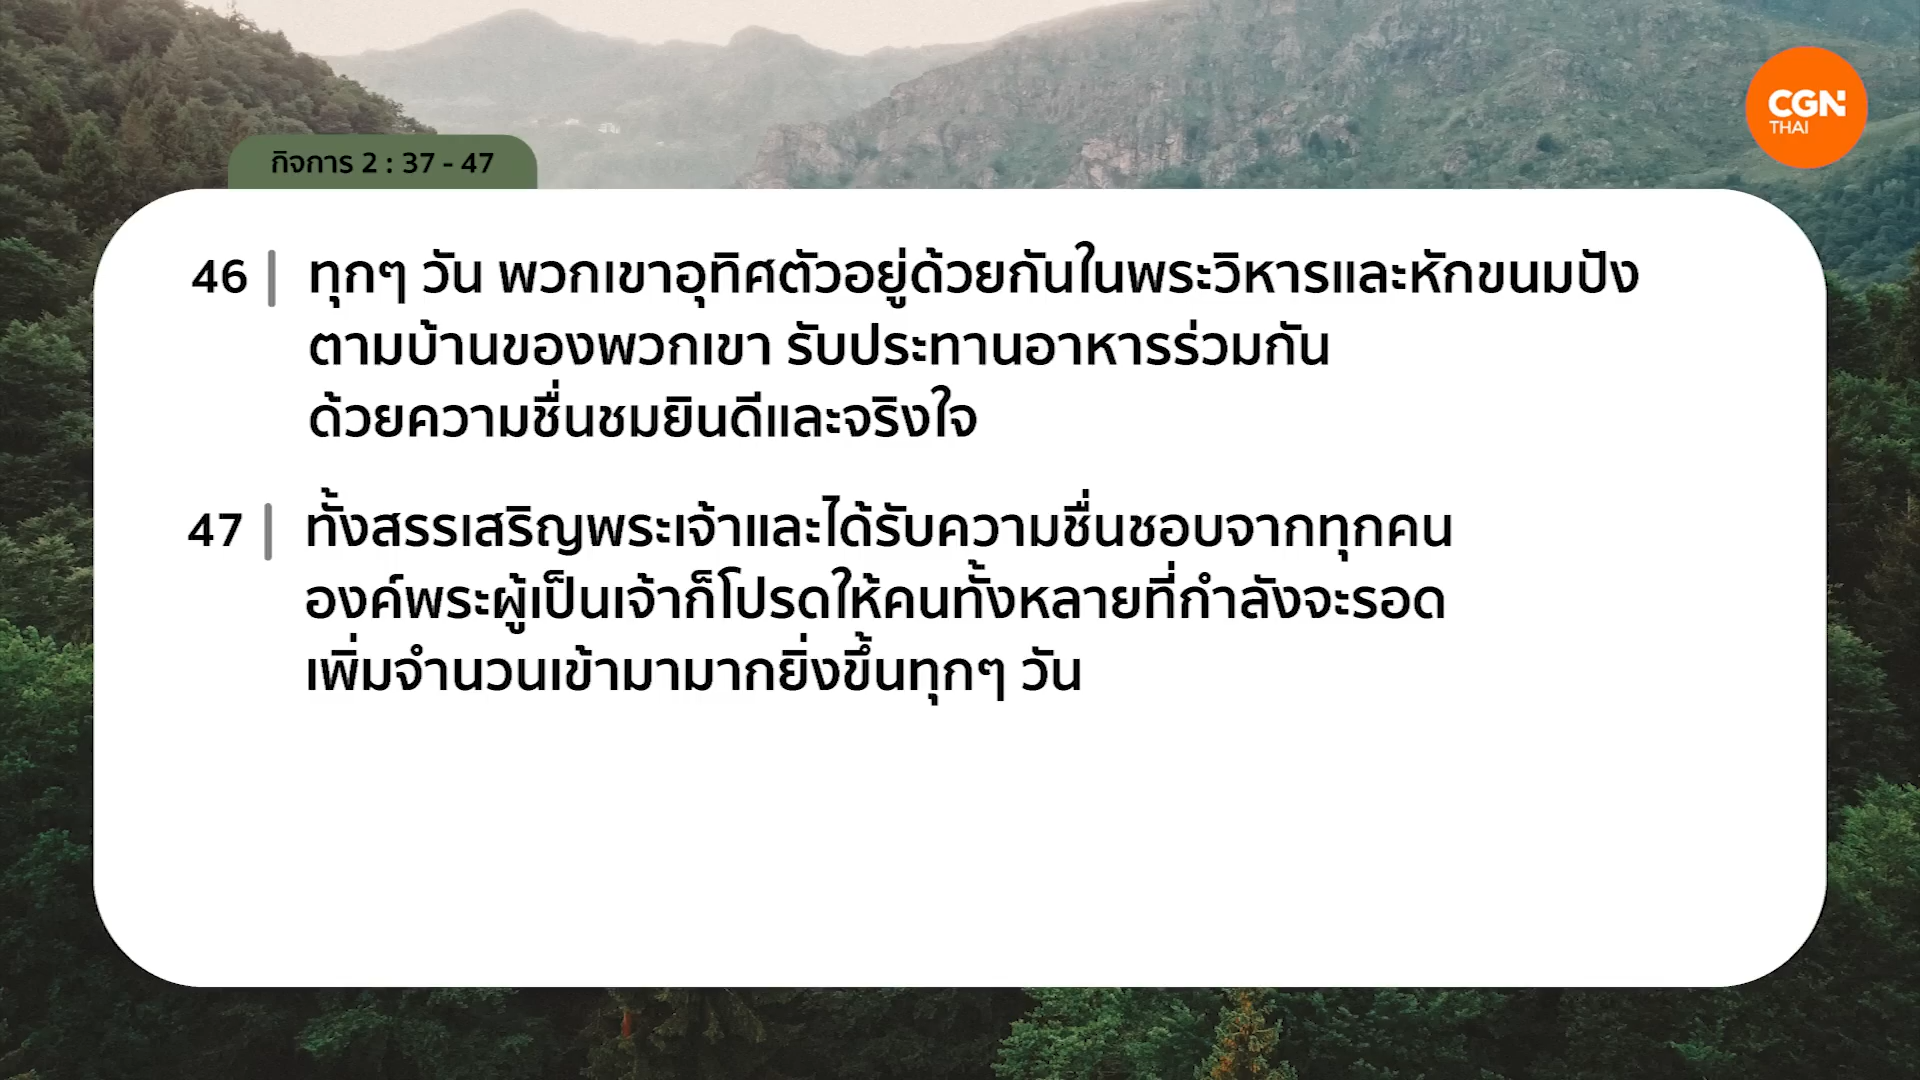 CGN
THAI
กิจการ 2 : 37 - 47
46 | ทุกๆ วัน พวกเขาอุทิศตัวอยู่ด้วยกันในพระวิหารและหักขนมปัง
ตามบ้านของพวกเขา รับประทานอาหารร่วมกัน
ด้วยความชื่นชมยินดีและจริงใจ
47 | ทั้งสรรเสริญพระเจ้าและได้รับความชื่นชอบจากทุกคน
องค์พระผู้เป็นเจ้าก็โปรดให้คนทั้งหลายที่กำลังจะรอด
เพิ่มจำนวนเข้ามามากยิ่งขึ้นทุกๆ วัน